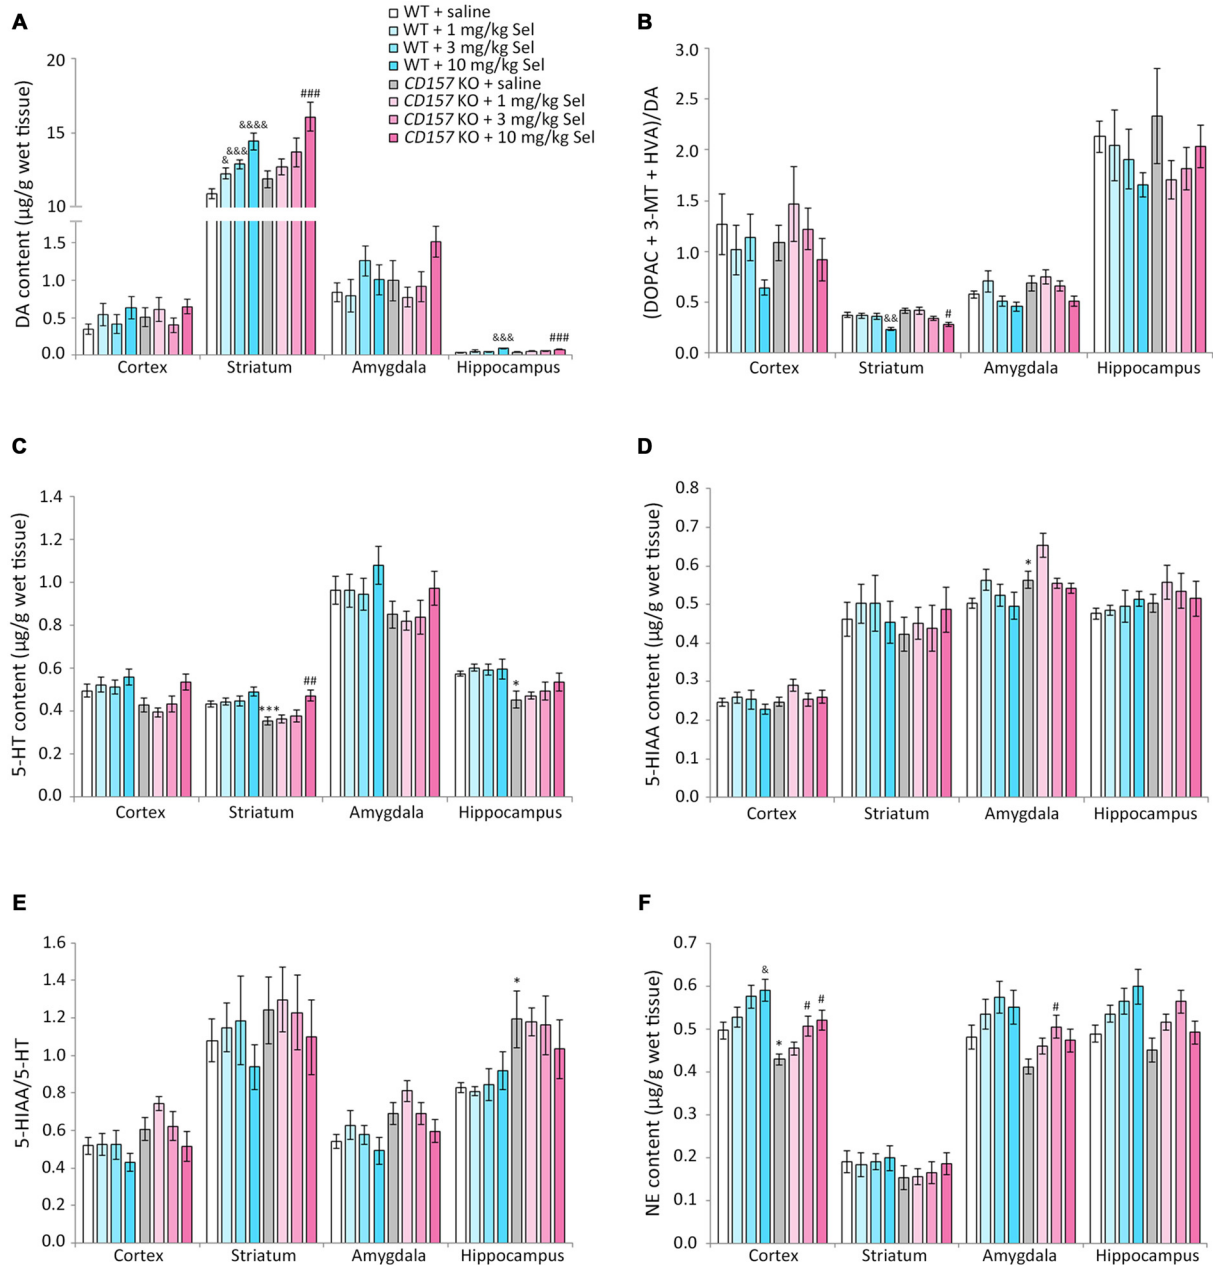 A
WT + saline
WT + 1 mg/kg Sel
WT + 3 mg/kg Sel
WT + 10 mg/kg Sel
CD157 KO + saline
CD157 KO + 1 mg/kg Sel
CD157 KO + 3 mg/kg Sel
CD157 KO + 10 mg/kg Sel
DA content (µg/g wet tissue)
20
15
10
1.5
1.0
0.5
0.0
&
&&&
&&&&
###
&&&
###
Cortex Striatum Amygdala Hippocampus
B
(DOPAC + 3-MT + HVA)/DA
3.0
2.5
2.0
1.5
1.0
0.5
0.0
&&
#
Cortex Striatum Amygdala Hippocampus
C
5-HT content (µg/g wet tissue)
1.4
1.2
1.0
0.8
0.6
0.4
0.2
0.0
***
##
*
Cortex Striatum Amygdala Hippocampus
D
5-HIAA content (µg/g wet tissue)
0.8
0.7
0.6
0.5
0.4
0.3
0.2
0.1
0.0
*
Cortex Striatum Amygdala Hippocampus
E
5-HIAA/5-HT
1.6
1.4
1.2
1.0
0.8
0.6
0.4
0.2
0.0
*
Cortex Striatum Amygdala Hippocampus
F
NE content (µg/g wet tissue)
0.7
0.6
0.5
0.4
0.3
0.2
0.1
0.0
&
*
#
#
#
Cortex Striatum Amygdala Hippocampus